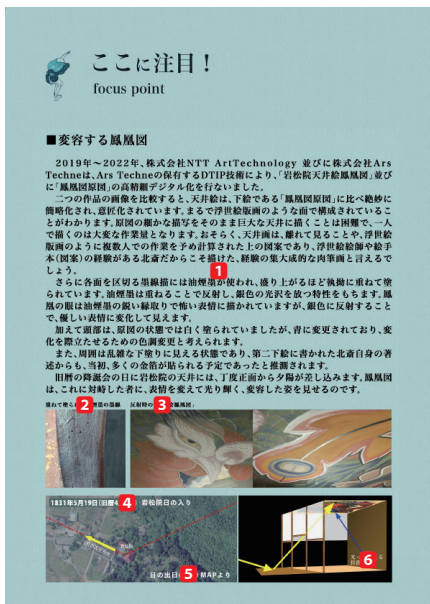 ここに注目！
focus point
■変容する鳳凰図
2019年～2022年、株式会社NTT ArtTechnology 並びに株式会社Ars
Techneは、Ars Techneの保有するDTIP技術により、「岩松院天井絵鳳凰図」並び
に「鳳凰図原図」の高精細デジタル化を行ないました。
二つの作品の画像を比較すると、天井絵は、下絵である「鳳凰図原図」に比べ絶妙に
簡略化され、意匠化されています。まるで浮世絵版画のような面で構成されているこ
とがわかります。原図の細かな描写をそのまま巨大な天井に描くことは困難で、一人
で描くのは大変な作業量となります。おそらく、天井画は、離れて見ることや、浮世絵
版画のように複数人での作業を予め計算された上の図案であり、浮世絵絵師や絵手
本(図案)の経験がある北斎だからこそ描けた、経験の集大成的な肉筆画と言えるで
しょう。
1
さらに各面を区切る墨線描には油煙墨が使われ、盛り上がるほど執拗に重ねて塗
られています。油煙墨は重ねることで反射し、銀色の光沢を放つ特性をもちます。鳳
凰の眼は油煙墨の鋭い縁取りで怖い表情に描かれていますが、銀色に反射すること
で、優しい表情に変化して見えます。
加えて頭部は、原図の状態では白く塗られていましたが、青に変更されており、変
化を際立たせるための色調変更と考えられます。
また、周囲は乱雑な下塗りに見える状態であり、第二下絵に書かれた北斎自身の著
述からも、当初、多くの金箔が貼られる予定であったと推測されます。
旧暦の降誕会の日に岩松院の天井には、丁度正面から夕陽が差し込みます。鳳凰図
は、これに対峙した者に、表情を変えて光り輝く、変容した姿を見せるのです。
重ねて塗ら 2 煙墨の墨線
反射時の 3 鳳凰図」
1831年5月19日(旧暦4 4 岩松院日の入り
日の出日 5 MAPより
6